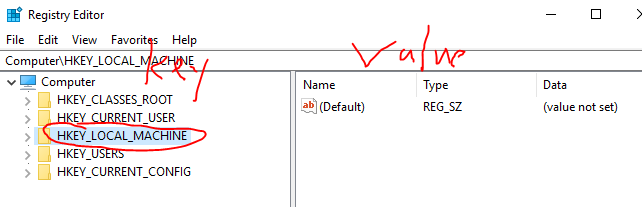 Registry Editor
File Edit View Favorites Help
Computer\HKEY_LOCAL_MACHINE
key
Value
Computer
HKEY_CLASSES_ROOT
HKEY_CURRENT_USER
HKEY_LOCAL_MACHINE
HKEY_USERS
HKEY_CURRENT_CONFIG
Name Type Data
ab (Default) REG_SZ (value not set)